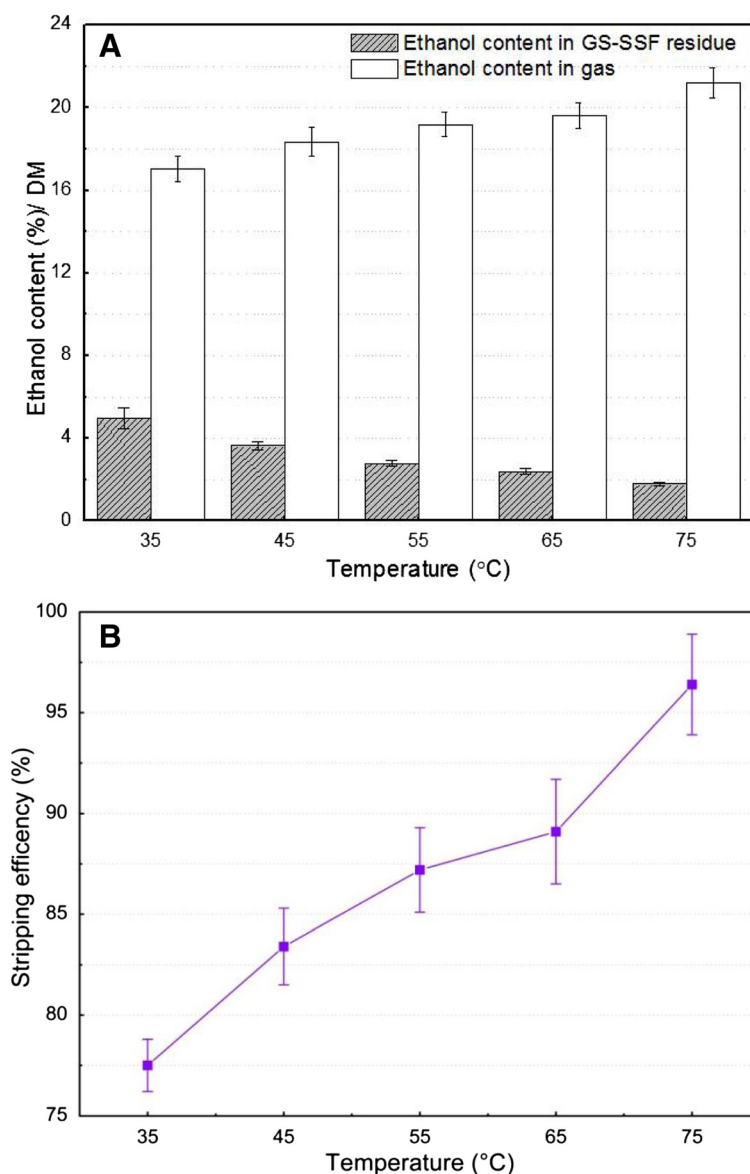 A
Ethanol content in GS-SSF residue
Ethanol content in gas
24
20
16
12
8
4
0
Ethanol content (%)/ DM
35 45 55 65 75
Temperature (°C)
B
100
95
90
85
80
75
Stripping efficency (%)
35 45 55 65 75
Temperature (°C)